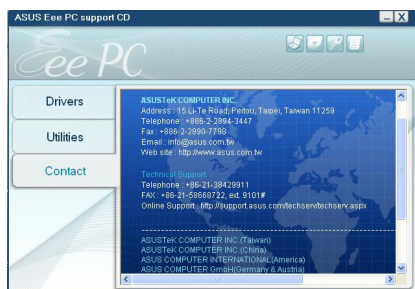 ASUS Eee PC support CD
Eee PC
Drivers
Utilities
Contact
ASUSTeK COMPUTER INC.
Address : 15 Li-Te Road, Peitou, Taipei, Taiwan 11259
Telephone : +886-2-2894-3447
Fax : +886-2-2890-7798
Email : info@asus.com.tw
Web site : http://www.asus.com.tw
Technical Support
Telephone : +86-21-38429911
FAX : +86-21-58668722, ext. 9101#
Online Support : http://support.asus.com/techserv/techserv.aspx
ASUSTeK COMPUTER INC.(Taiwan)
ASUSTeK COMPUTER INC.(China)
ASUS COMPUTER INTERNATIONAL(America)
ASUS COMPUTER GmbH(Germany & Austria)